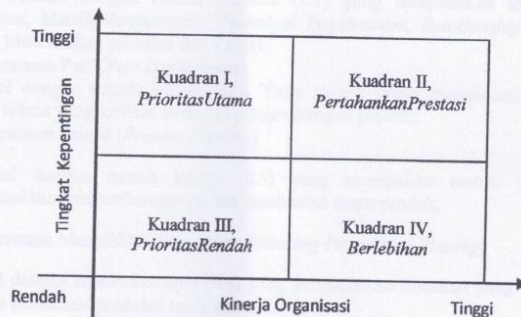 Tinggi
Kuadran I,
PrioritasUtama
Kuadran II,
PertahankanPrestasi
Tingkat Kepentingan
Kuadran III,
PrioritasRendah
Kuadran IV,
Berlebihan
Rendah
Kinerja Organisasi
Tinggi